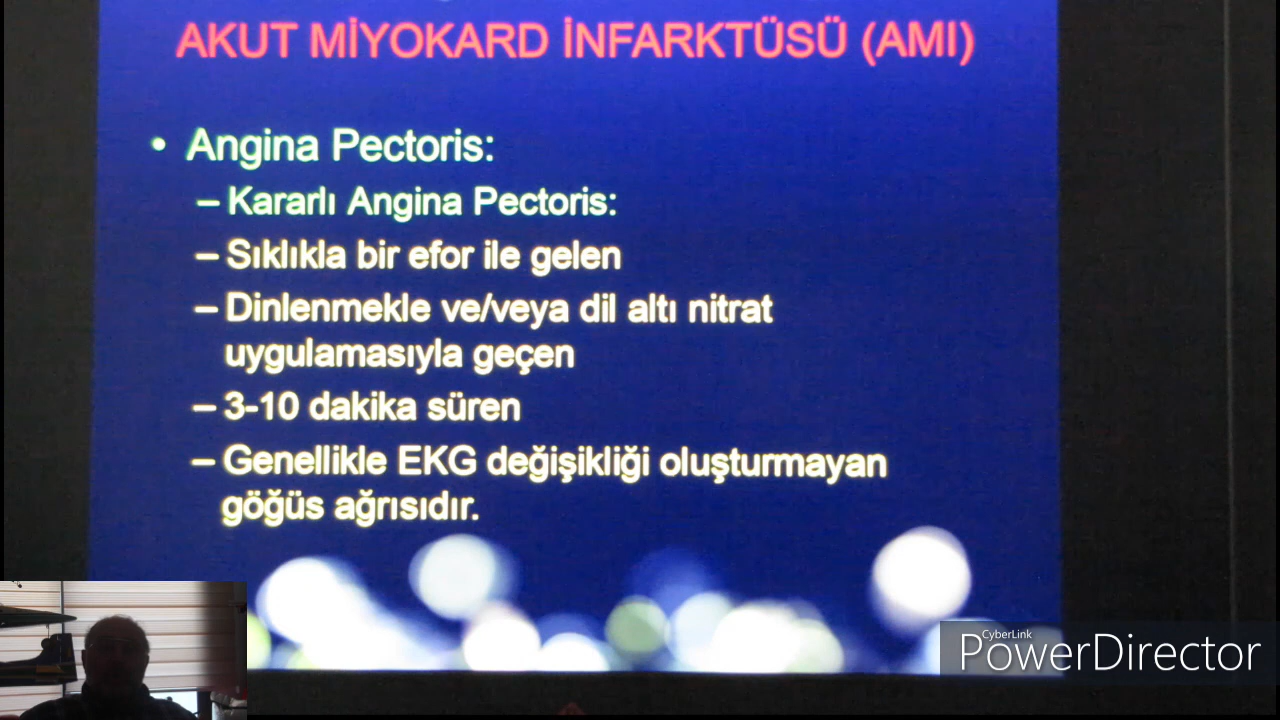 AKUT MİYOKARD İNFARKTÜSÜ (AMI)
• Angina Pectoris:
– Kararlı Angina Pectoris:
– Sıklıkla bir efor ile gelen
– Dinlenmekle ve/veya dil altı nitrat
uygulamasıyla geçen
– 3-10 dakika süren
– Genellikle EKG değişikliği oluşturmayan
göğüs ağrısıdır.
CyberLink
PowerDirector